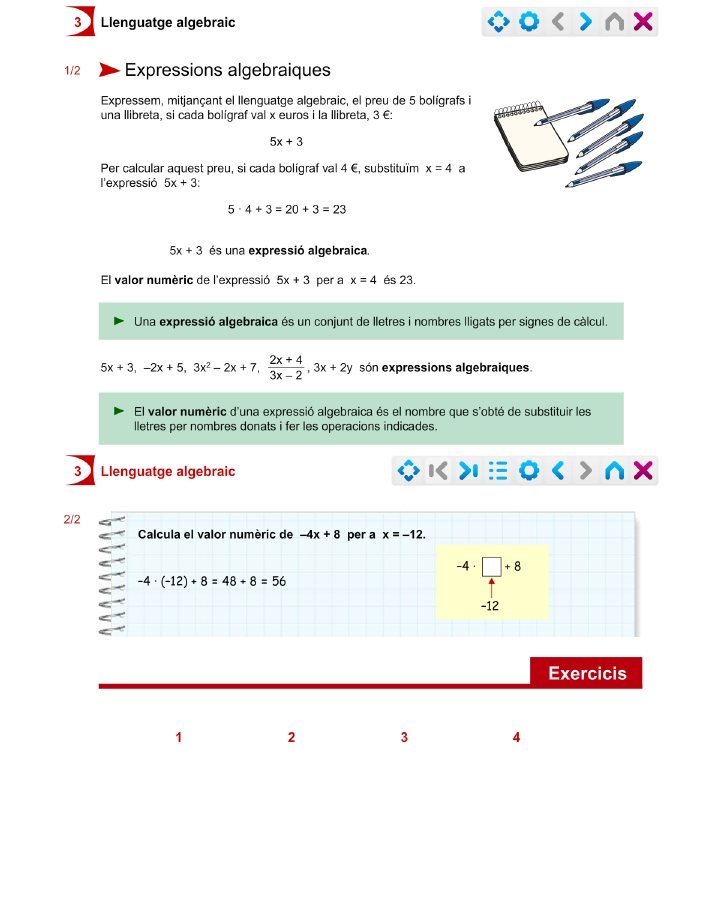 3 Llenguatge algebraic
1/2 Expressions algebraiques
Expressem, mitjançant el llenguatge algebraic, el preu de 5 bolígrafs i
una llibreta, si cada bolígraf val x euros i la llibreta, 3 €:
5x + 3
Per calcular aquest preu, si cada bolígraf val 4 €, substituïm x = 4 a
l’expressió 5x + 3:
5 · 4 + 3 = 20 + 3 = 23
5x + 3 és una expressió algebraica.
El valor numèric de l’expressió 5x + 3 per a x = 4 és 23.
Una expressió algebraica és un conjunt de lletres i nombres lligats per signes de càlcul.
5x + 3, –2x + 5, 3x² – 2x + 7, (2x + 4)/(3x – 2), 3x + 2y són expressions algebraiques.
El valor numèric d’una expressió algebraica és el nombre que s’obté de substituir les
lletres per nombres donats i fer les operacions indicades.
3 Llenguatge algebraic
2/2
Calcula el valor numèric de –4x + 8 per a x = –12.
–4 · □ + 8
–4 · (–12) + 8 = 48 + 8 = 56
–12
Exercicis
1 2 3 4